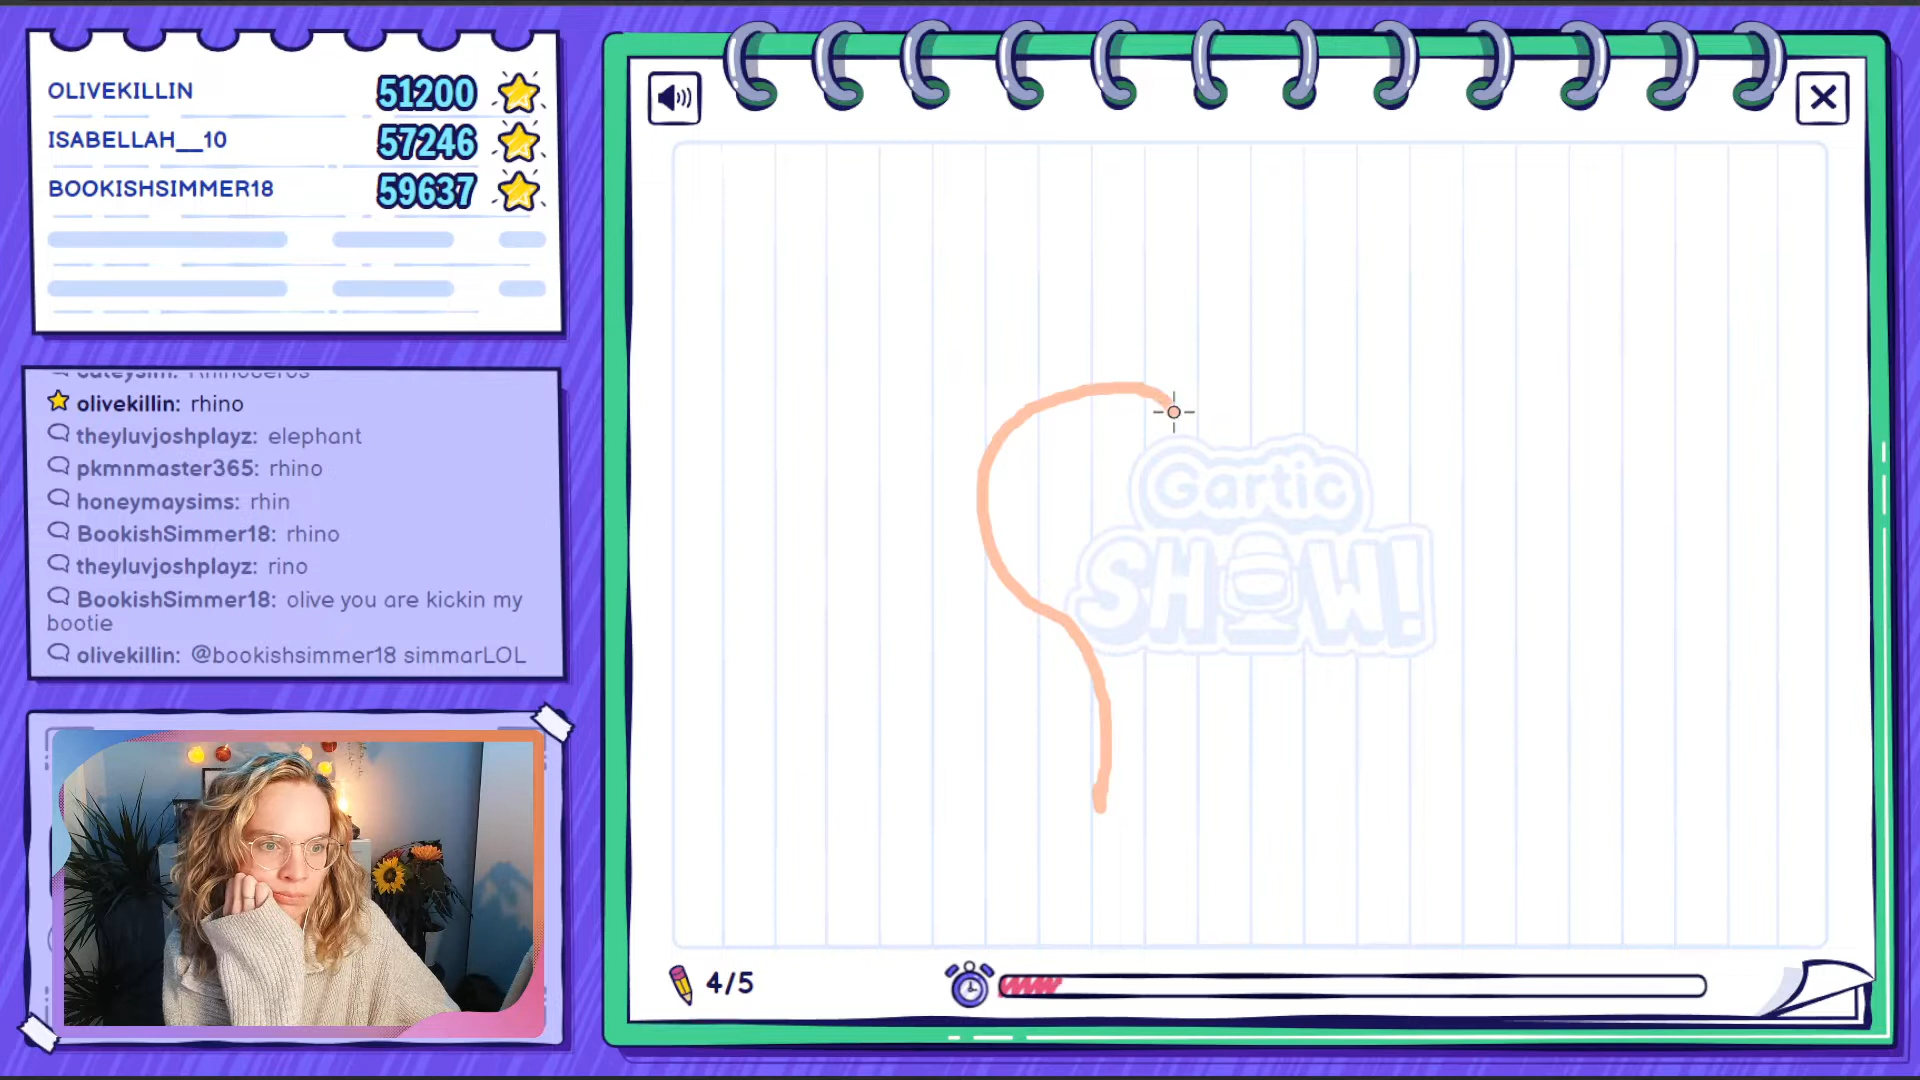 OLIVEKILLIN 51200
ISABELLAH__10 57246
BOOKISHSIMMER18 59637
olivekillin: rhino
theyluvjoshplayz: elephant
pkmnmaster365: rhino
honeymaysims: rhin
BookishSimmer18: rhino
theyluvjoshplayz: rino
BookishSimmer18: olive you are kickin my
bootie
olivekillin: @bookishsimmer18 simmarLOL
Gartic
SHOW!
4/5